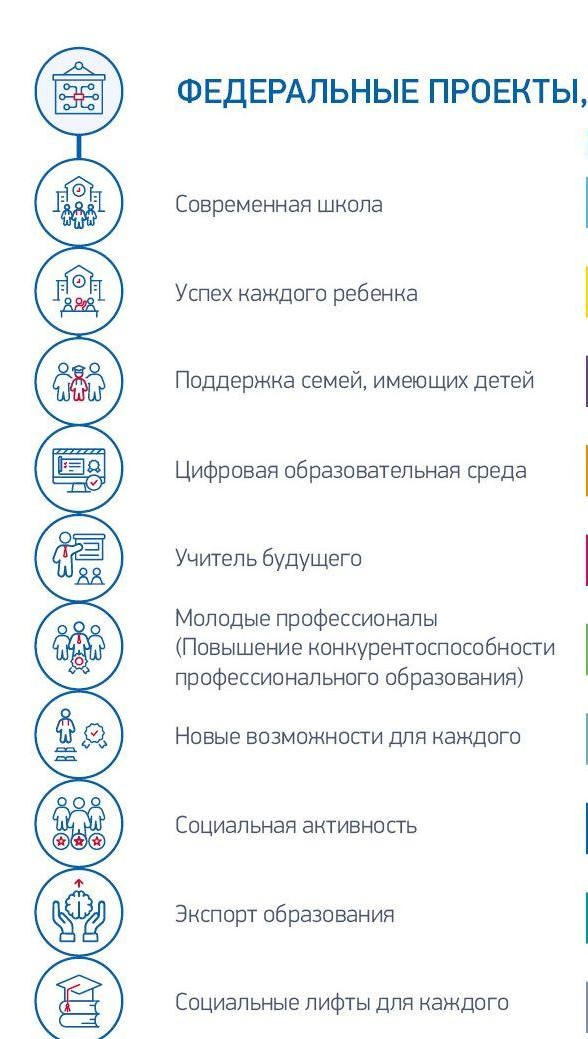 ФЕДЕРАЛЬНЫЕ ПРОЕКТЫ,
Современная школа
Успех каждого ребенка
Поддержка семей, имеющих детей
Цифровая образовательная среда
Учитель будущего
Молодые профессионалы
(Повышение конкурентоспособности
профессионального образования)
Новые возможности для каждого
Социальная активность
Экспорт образования
Социальные лифты для каждого